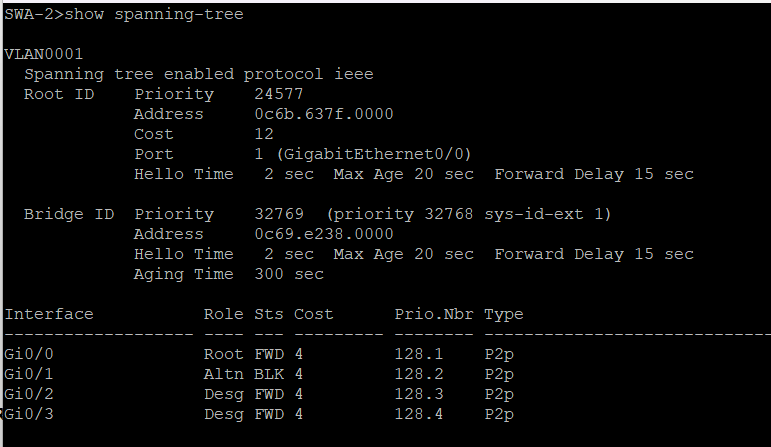 SWA-2>show spanning-tree
VLAN0001
  Spanning tree enabled protocol ieee
  Root ID    Priority    24577
             Address     0c6b.637f.0000
             Cost        12
             Port        1 (GigabitEthernet0/0)
             Hello Time   2 sec  Max Age 20 sec  Forward Delay 15 sec
  Bridge ID  Priority    32769  (priority 32768 sys-id-ext 1)
             Address     0c69.e238.0000
             Hello Time   2 sec  Max Age 20 sec  Forward Delay 15 sec
             Aging Time  300 sec
Interface           Role Sts Cost      Prio.Nbr Type
------------------- ---- --- --------- -------- --------------------------------
Gi0/0               Root FWD 4         128.1    P2p
Gi0/1               Altn BLK 4         128.2    P2p
Gi0/2               Desg FWD 4         128.3    P2p
Gi0/3               Desg FWD 4         128.4    P2p